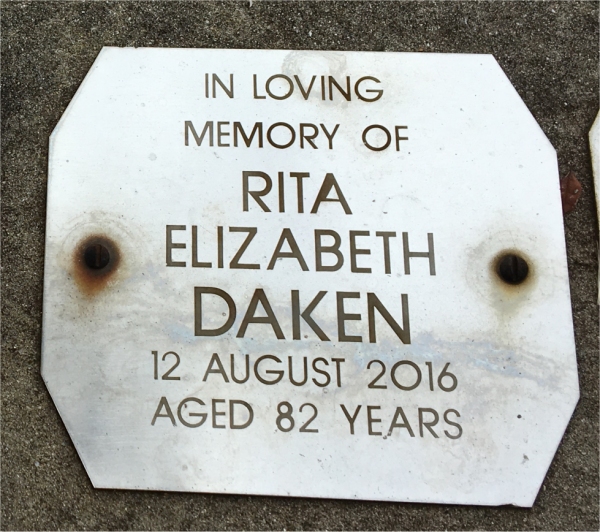 IN LOVING
MEMORY OF
RITA
ELIZABETH
DAKEN
12 AUGUST 2016
AGED 82 YEARS